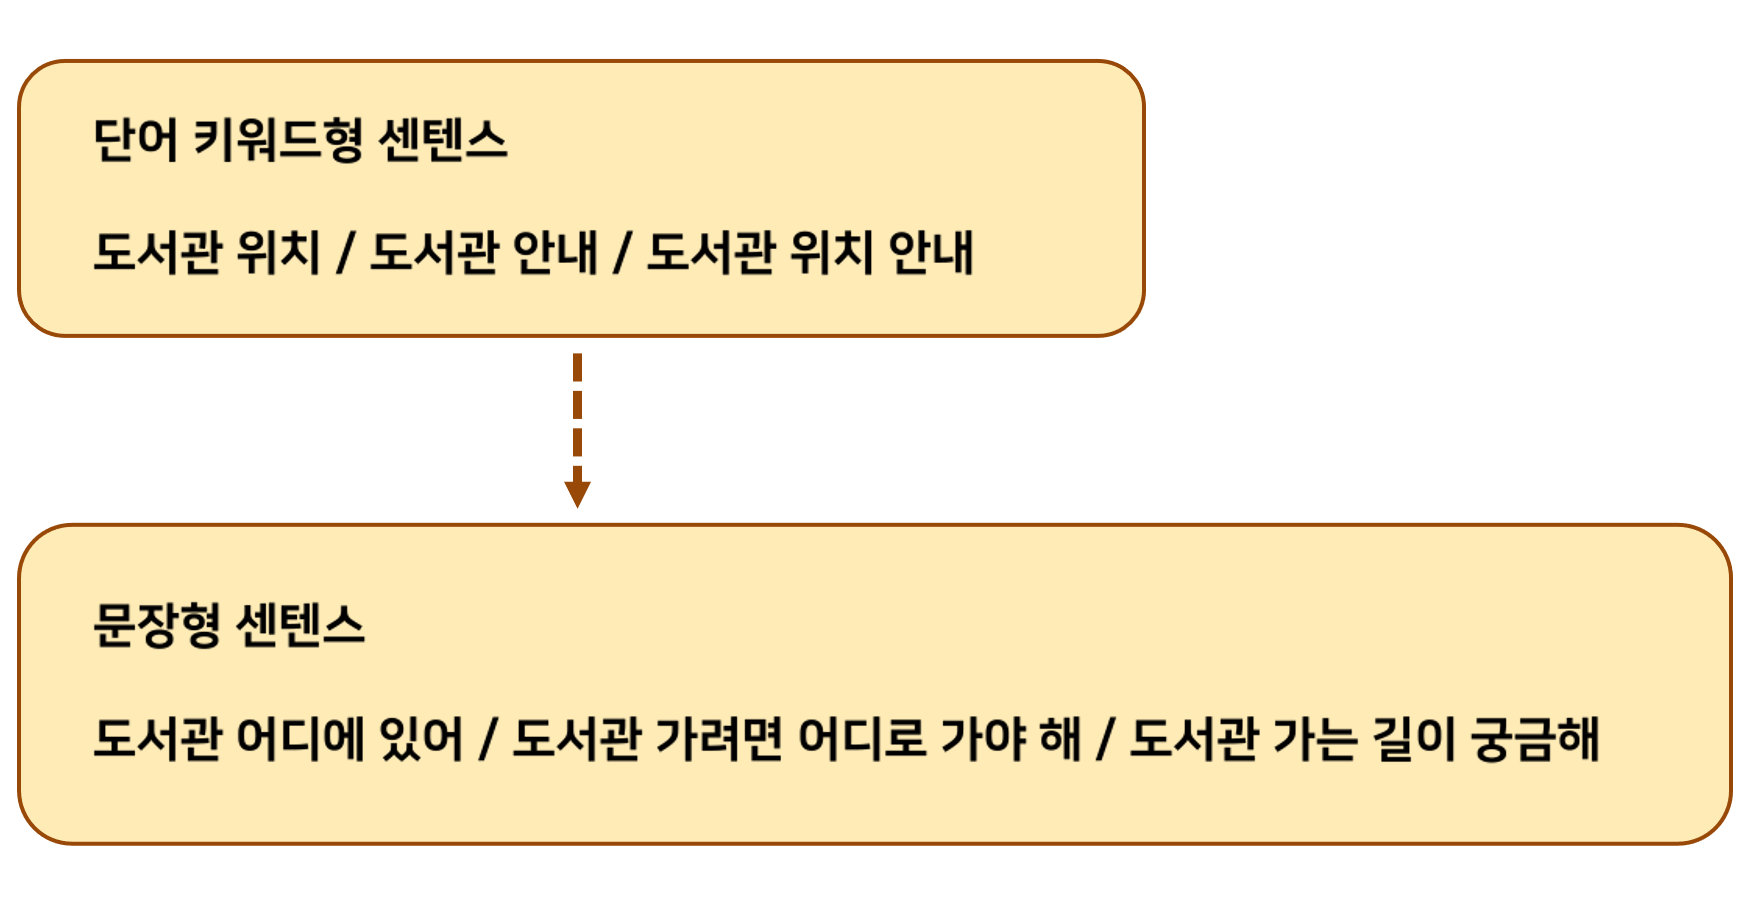 단어 키워드형 센텐스
도서관 위치 / 도서관 안내 / 도서관 위치 안내
문장형 센텐스
도서관 어디에 있어 / 도서관 가려면 어디로 가야 해 / 도서관 가는 길이 궁금해